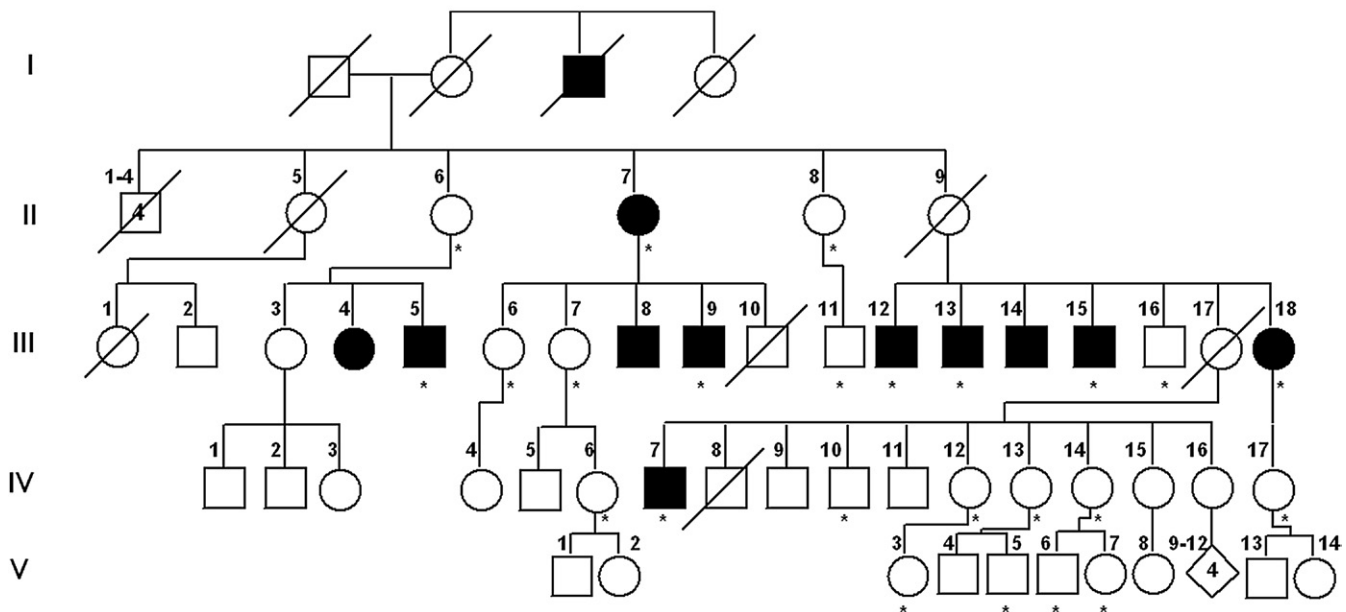 I
1-4 5 6 7 8 9
II 4
* * *
1 2 3 4 5 6 7 8 9 10 11 12 13 14 15 16 17 18
III
* * * * * * * * * *
1 2 3 4 5 6 7 8 9 10 11 12 13 14 15 16 17
IV
* * * * * * *
1 2 3 4 5 6 7 8 9-12 13 14
V 4
* * * *